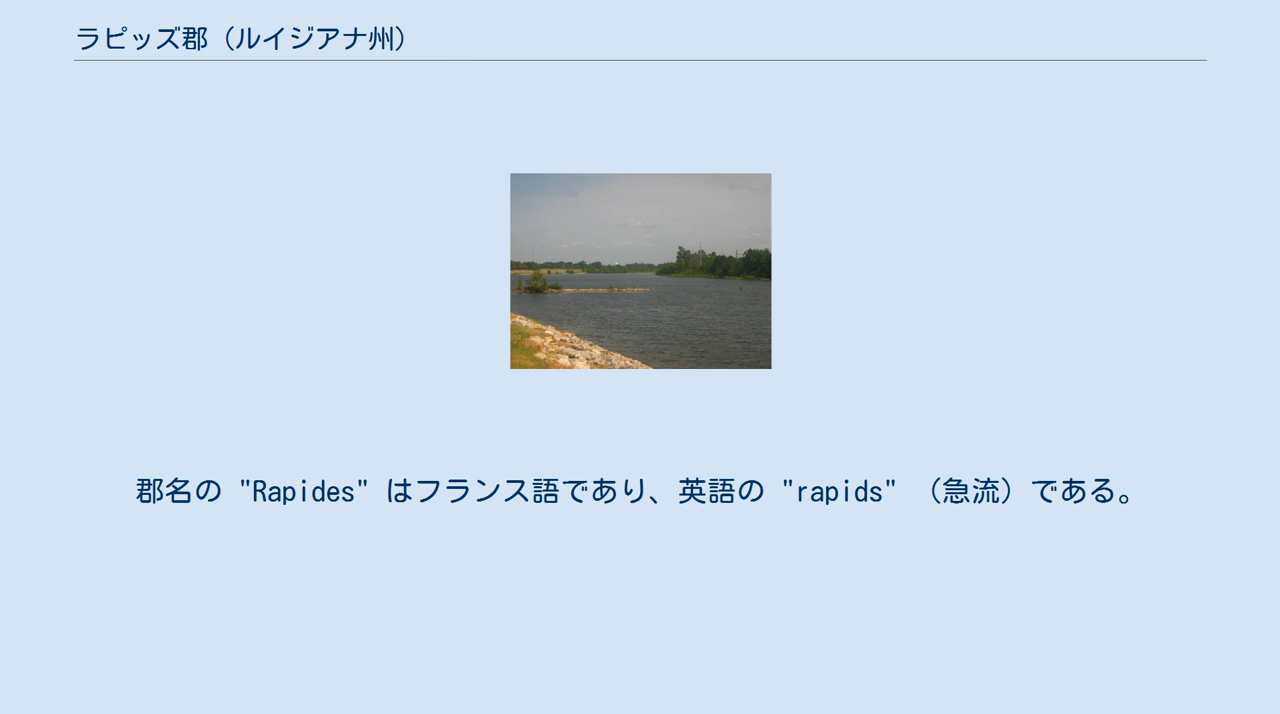 ラピッズ郡（ルイジアナ州）
郡名の "Rapides" はフランス語であり、英語の "rapids" （急流）である。